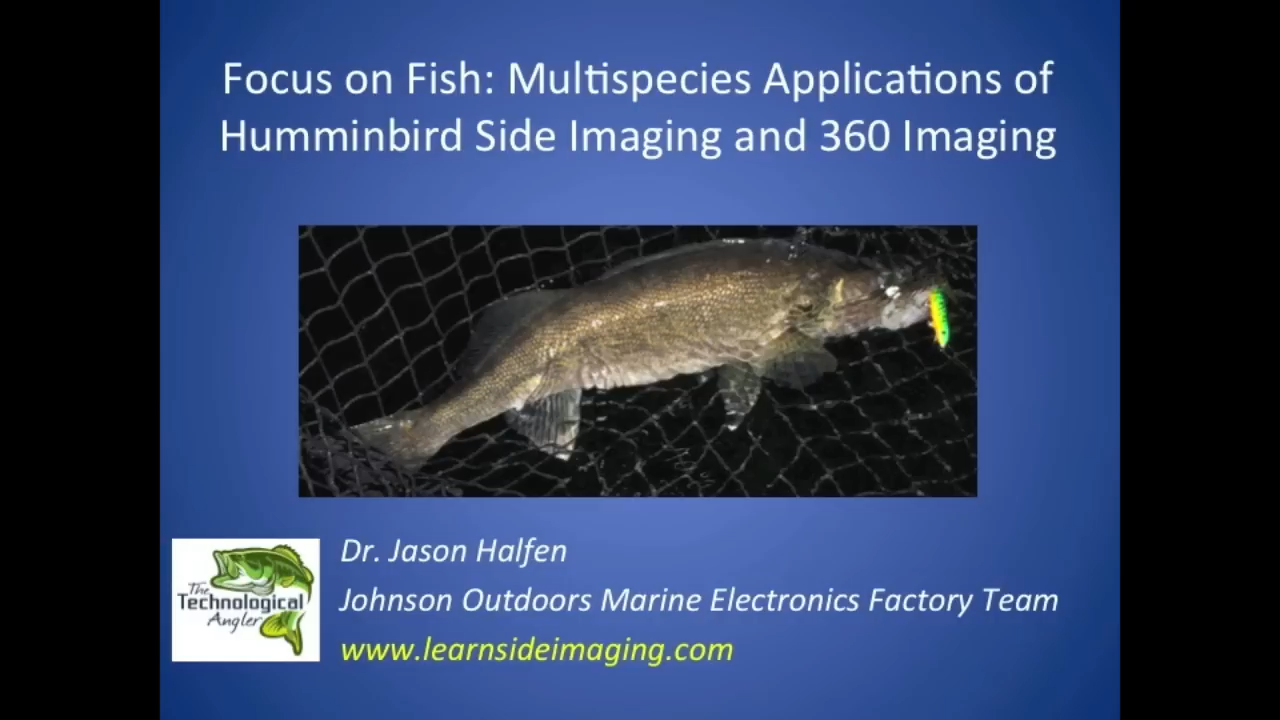 Focus on Fish: Multispecies Applications of
Humminbird Side Imaging and 360 Imaging
The
Technological
Angler
Dr. Jason Halfen
Johnson Outdoors Marine Electronics Factory Team
www.learnsideimaging.com